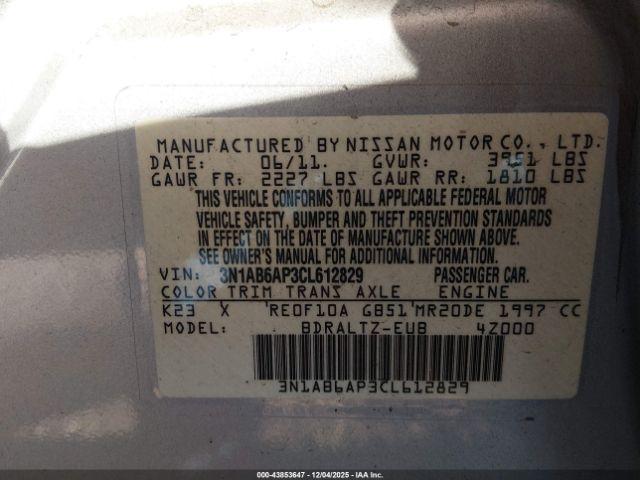 MANUFACTURED BY NISSAN MOTOR CO., LTD.
DATE: 06/11. GVWR: 3951 LBS
GAWR FR: 2227 LBS GAWR RR: 1810 LBS
THIS VEHICLE CONFORMS TO ALL APPLICABLE FEDERAL MOTOR
VEHICLE SAFETY, BUMPER AND THEFT PREVENTION STANDARDS
IN EFFECT ON THE DATE OF MANUFACTURE SHOWN ABOVE.
SEE OWNER'S MANUAL FOR ADDITIONAL INFORMATION.
VIN: 3N1AB6AP3CL612829 PASSENGER CAR.
COLOR TRIM TRANS AXLE ENGINE
K23 X 'RE0F10A GB51'MR20DE 1997 CC
MODEL: BDRALTZ-EUB 4Z000
3N1AB6AP3CL612829
000-43853647 - 12/04/2025 - IAAI.COM